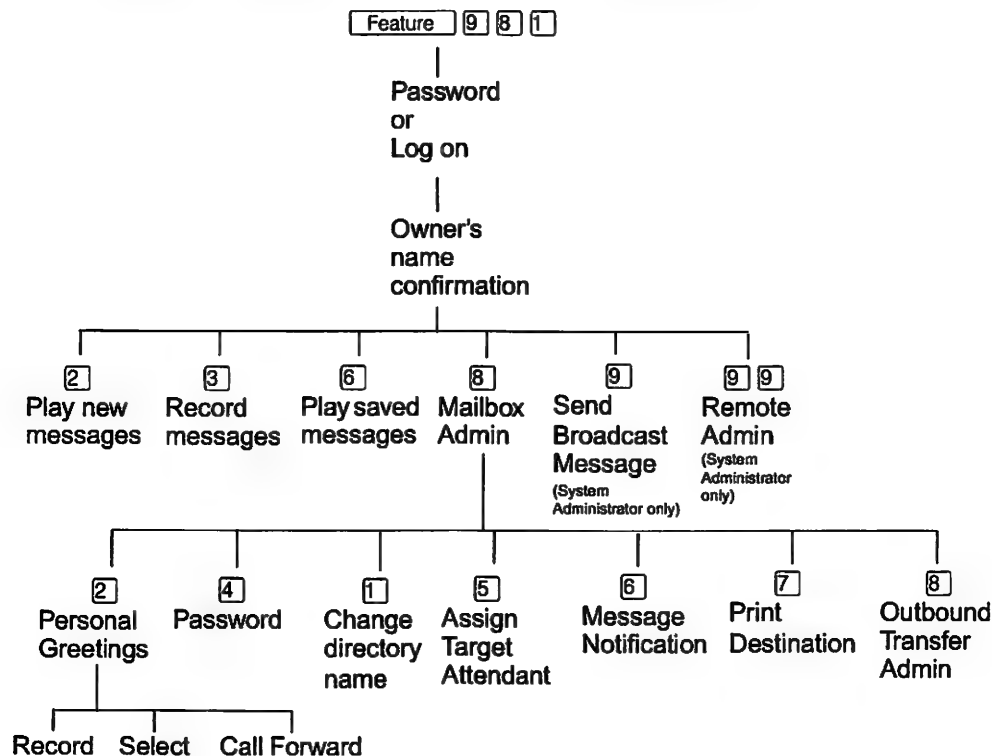 Feature 9 8 1
Password
or
Log on
Owner's
name
confirmation
2 3 6 8 9 9 9
Play new Record Play saved Mailbox Send Remote
messages messages messages Admin Broadcast Admin
Message (System
(System Administrator
Administrator only) only)
2 4 1 5 6 7 8
Personal Password Change Assign Message Print Outbound
Greetings directory Target Notification Destination Transfer
name Attendant Admin
Record Select Call Forward